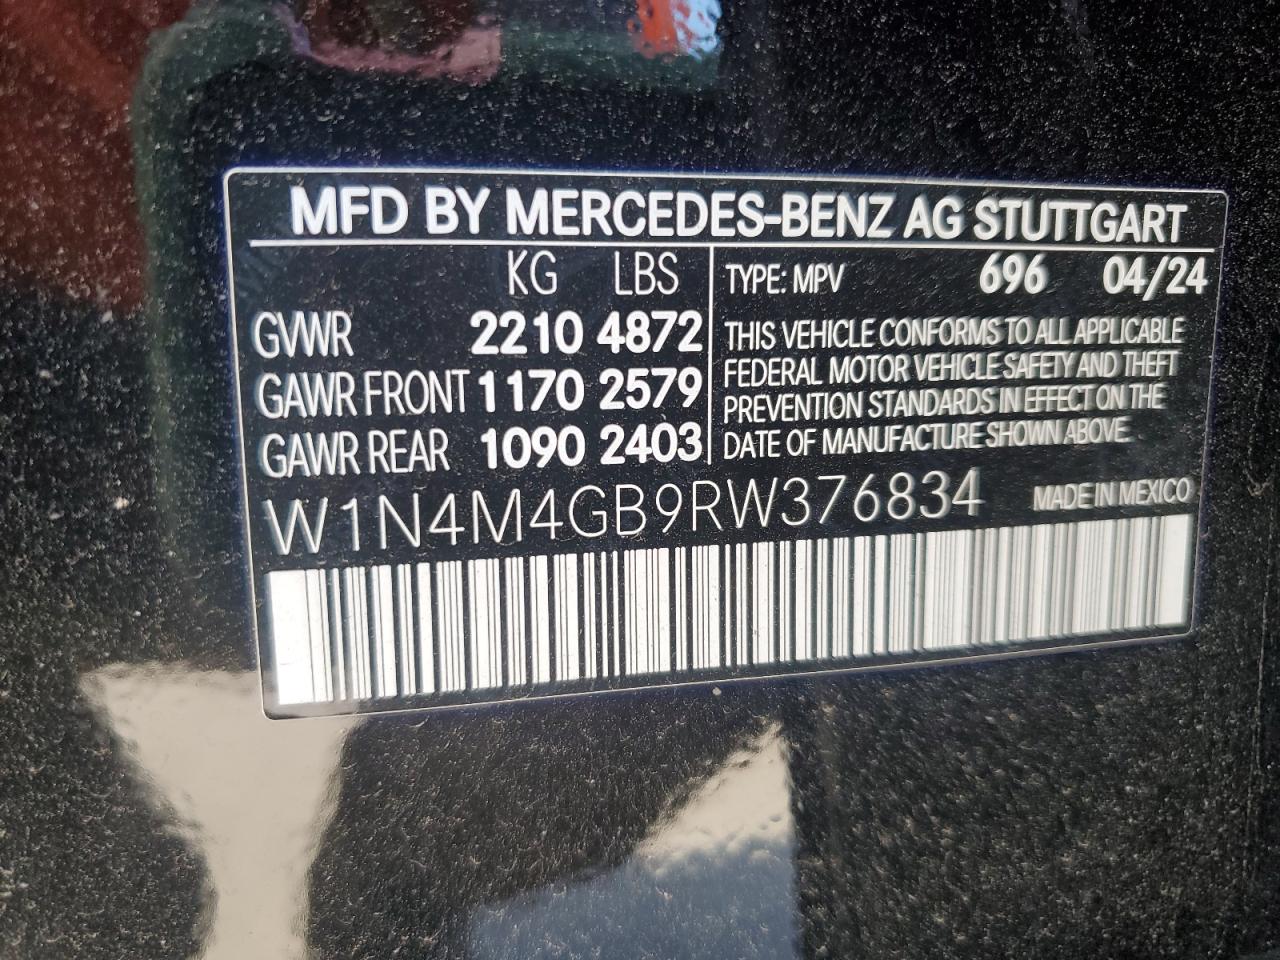 MFD BY MERCEDES-BENZ AG STUTTGART
KG LBS
GVWR 2210 4872
GAWR FRONT 1170 2579
GAWR REAR 1090 2403
TYPE: MPV 696 04/24
THIS VEHICLE CONFORMS TO ALL APPLICABLE
FEDERAL MOTOR VEHICLE SAFETY AND THEFT
PREVENTION STANDARDS IN EFFECT ON THE
DATE OF MANUFACTURE SHOWN ABOVE.
W1N4M4GB9RW376834 MADE IN MEXICO